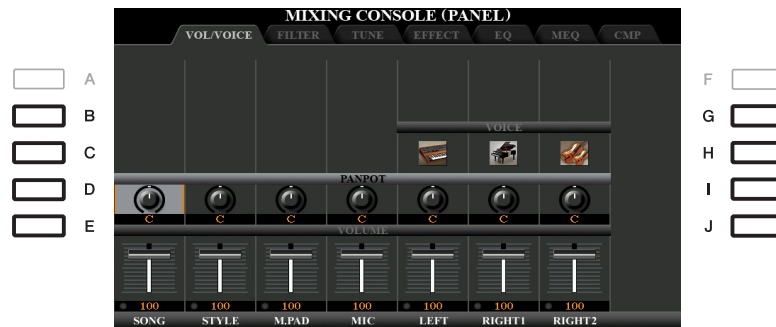 MIXING CONSOLE (PANEL)
VOL/VOICE FILTER TUNE EFFECT EQ MEQ CMP
A F
B G
VOICE
C H
PANPOT
D I
C C C C C C C
E J
VOLUME
100 100 100 100 100 100 100
SONG STYLE M.PAD MIC LEFT RIGHT1 RIGHT2